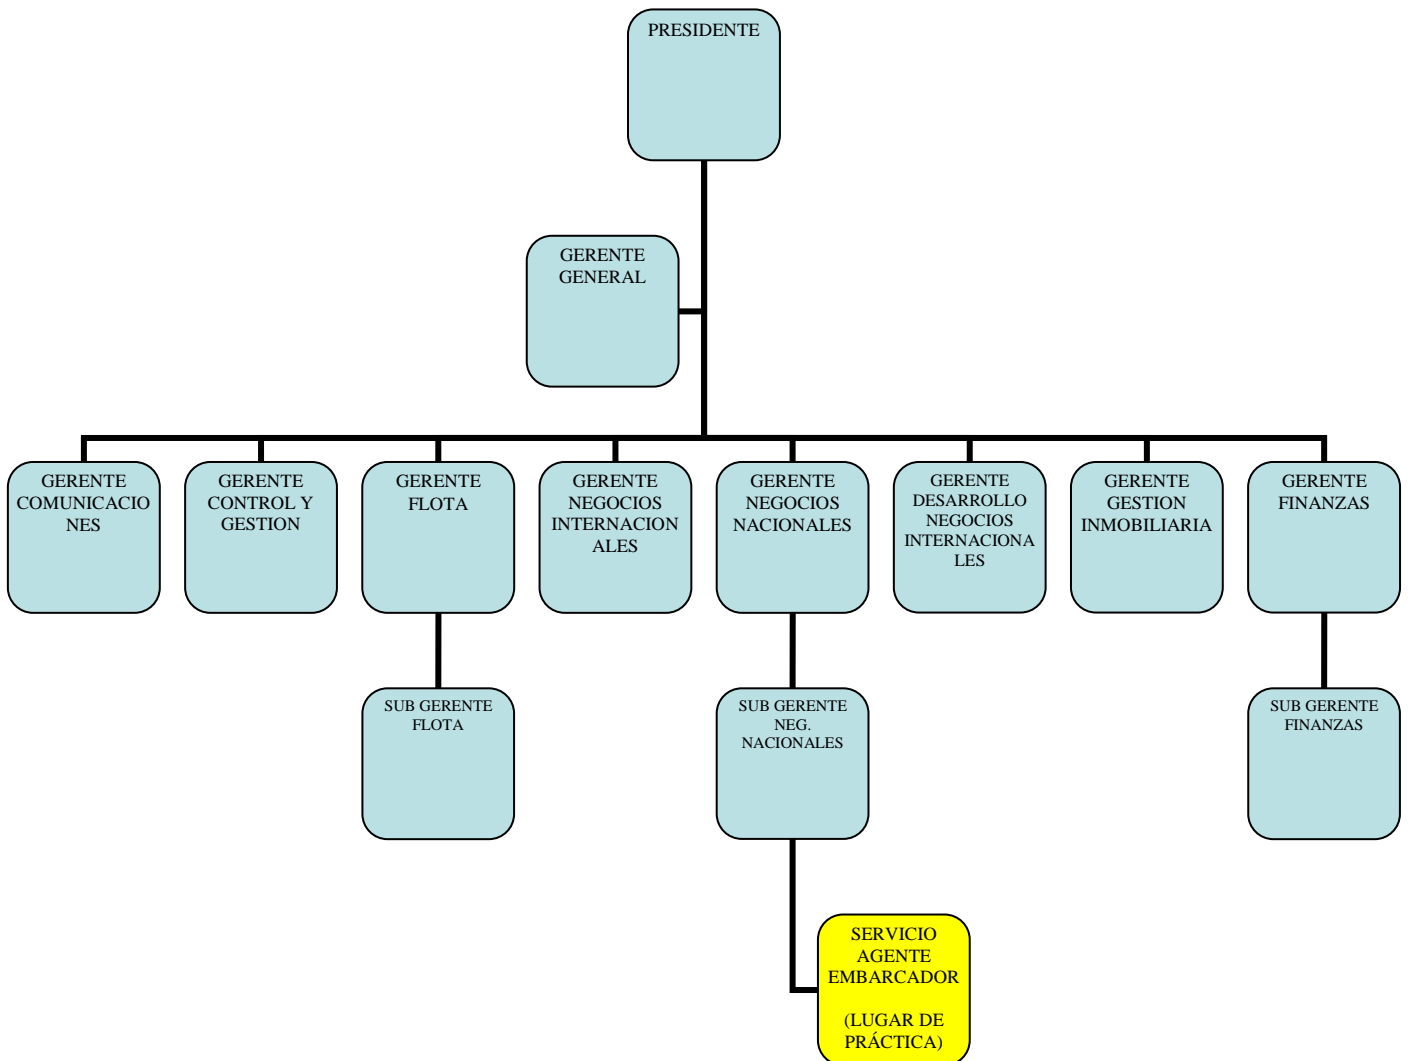 PRESIDENTE
GERENTE
GENERAL
GERENTE
COMUNICACIO
NES
GERENTE
CONTROL Y
GESTION
GERENTE
FLOTA
GERENTE
NEGOCIOS
INTERNACION
ALES
GERENTE
NEGOCIOS
NACIONALES
GERENTE
DESARROLLO
NEGOCIOS
INTERNACIONA
LES
GERENTE
GESTION
INMOBILIARIA
GERENTE
FINANZAS
SUB GERENTE
FLOTA
SUB GERENTE
NEG.
NACIONALES
SUB GERENTE
FINANZAS
SERVICIO
AGENTE
EMBARCADOR
(LUGAR DE
PRÁCTICA)